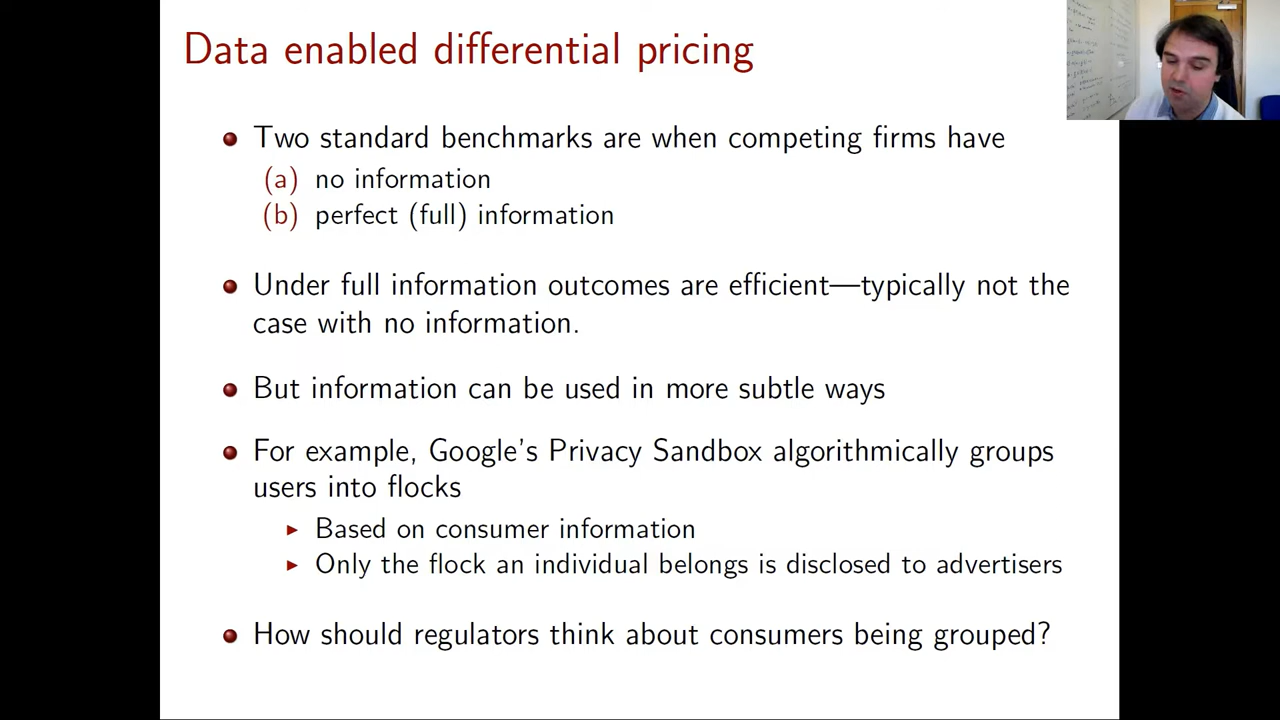 Data enabled differential pricing
Two standard benchmarks are when competing firms have
(a) no information
(b) perfect (full) information
Under full information outcomes are efficient—typically not the
case with no information.
But information can be used in more subtle ways
For example, Google's Privacy Sandbox algorithmically groups
users into flocks
Based on consumer information
Only the flock an individual belongs is disclosed to advertisers
How should regulators think about consumers being grouped?